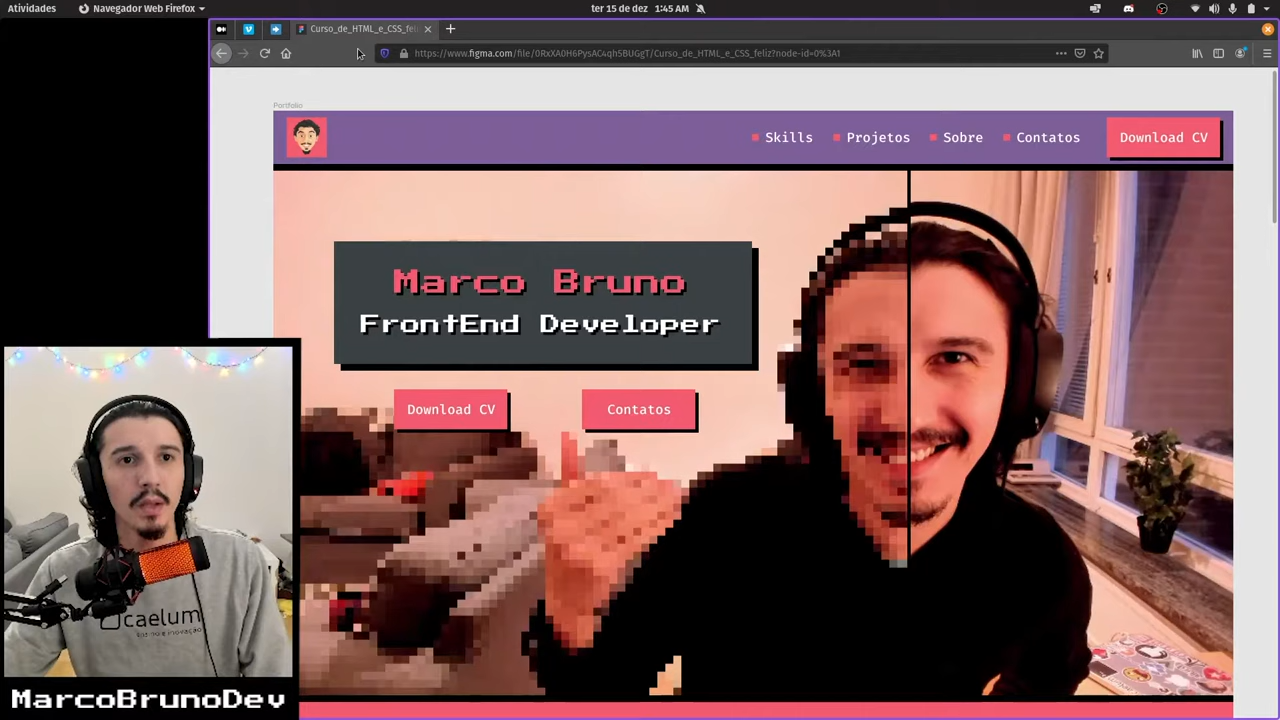 Atividades
Navegador Web Firefox
ter 15 de dez 1:45 AM
Curso_de_HTML_e_CSS_feli
https://www.figma.com/file/0RxXA0H6PysAC4qh5BUGgT/Curso_de_HTML_e_CSS_feliz?node-id=0%3A1
Portfolio
Skills
Projetos
Sobre
Contatos
Download CV
Marco Bruno
FrontEnd Developer
Download CV
Contatos
caelum
MarcoBrunoDev